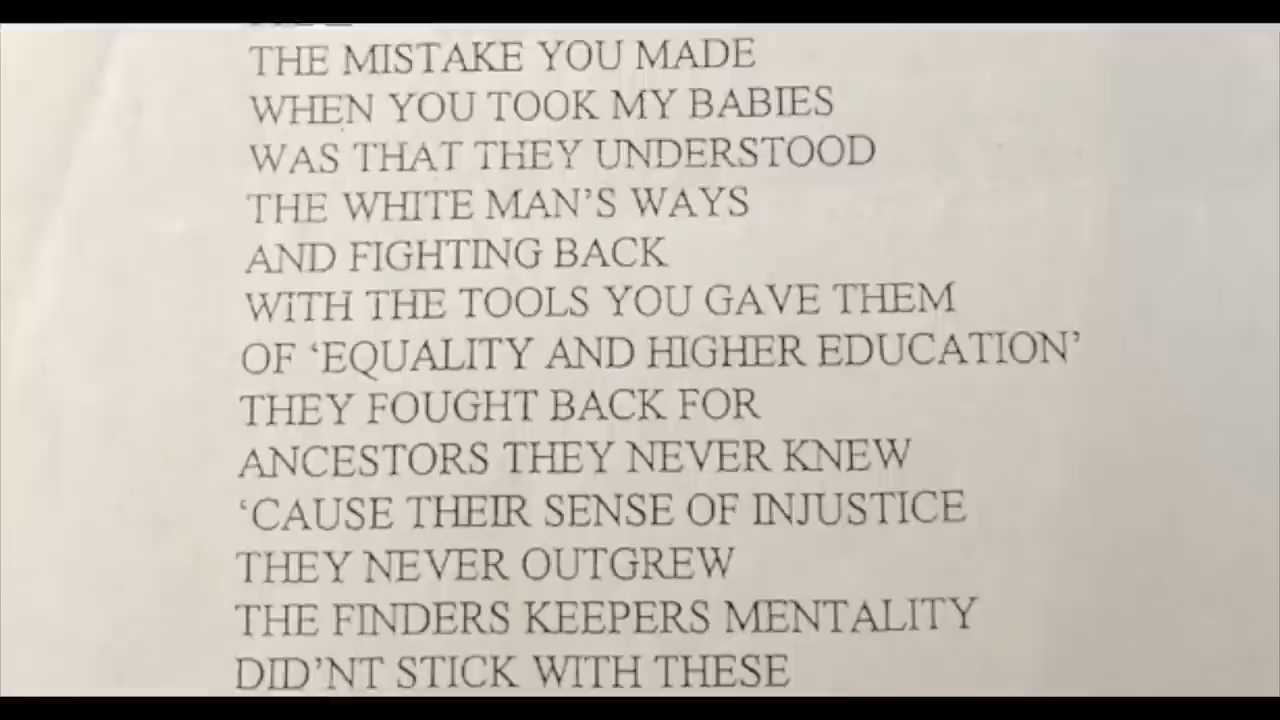 THE MISTAKE YOU MADE
WHEN YOU TOOK MY BABIES
WAS THAT THEY UNDERSTOOD
THE WHITE MAN’S WAYS
AND FIGHTING BACK
WITH THE TOOLS YOU GAVE THEM
OF ‘EQUALITY AND HIGHER EDUCATION’
THEY FOUGHT BACK FOR
ANCESTORS THEY NEVER KNEW
‘CAUSE THEIR SENSE OF INJUSTICE
THEY NEVER OUTGREW
THE FINDERS KEEPERS MENTALITY
DID’NT STICK WITH THESE